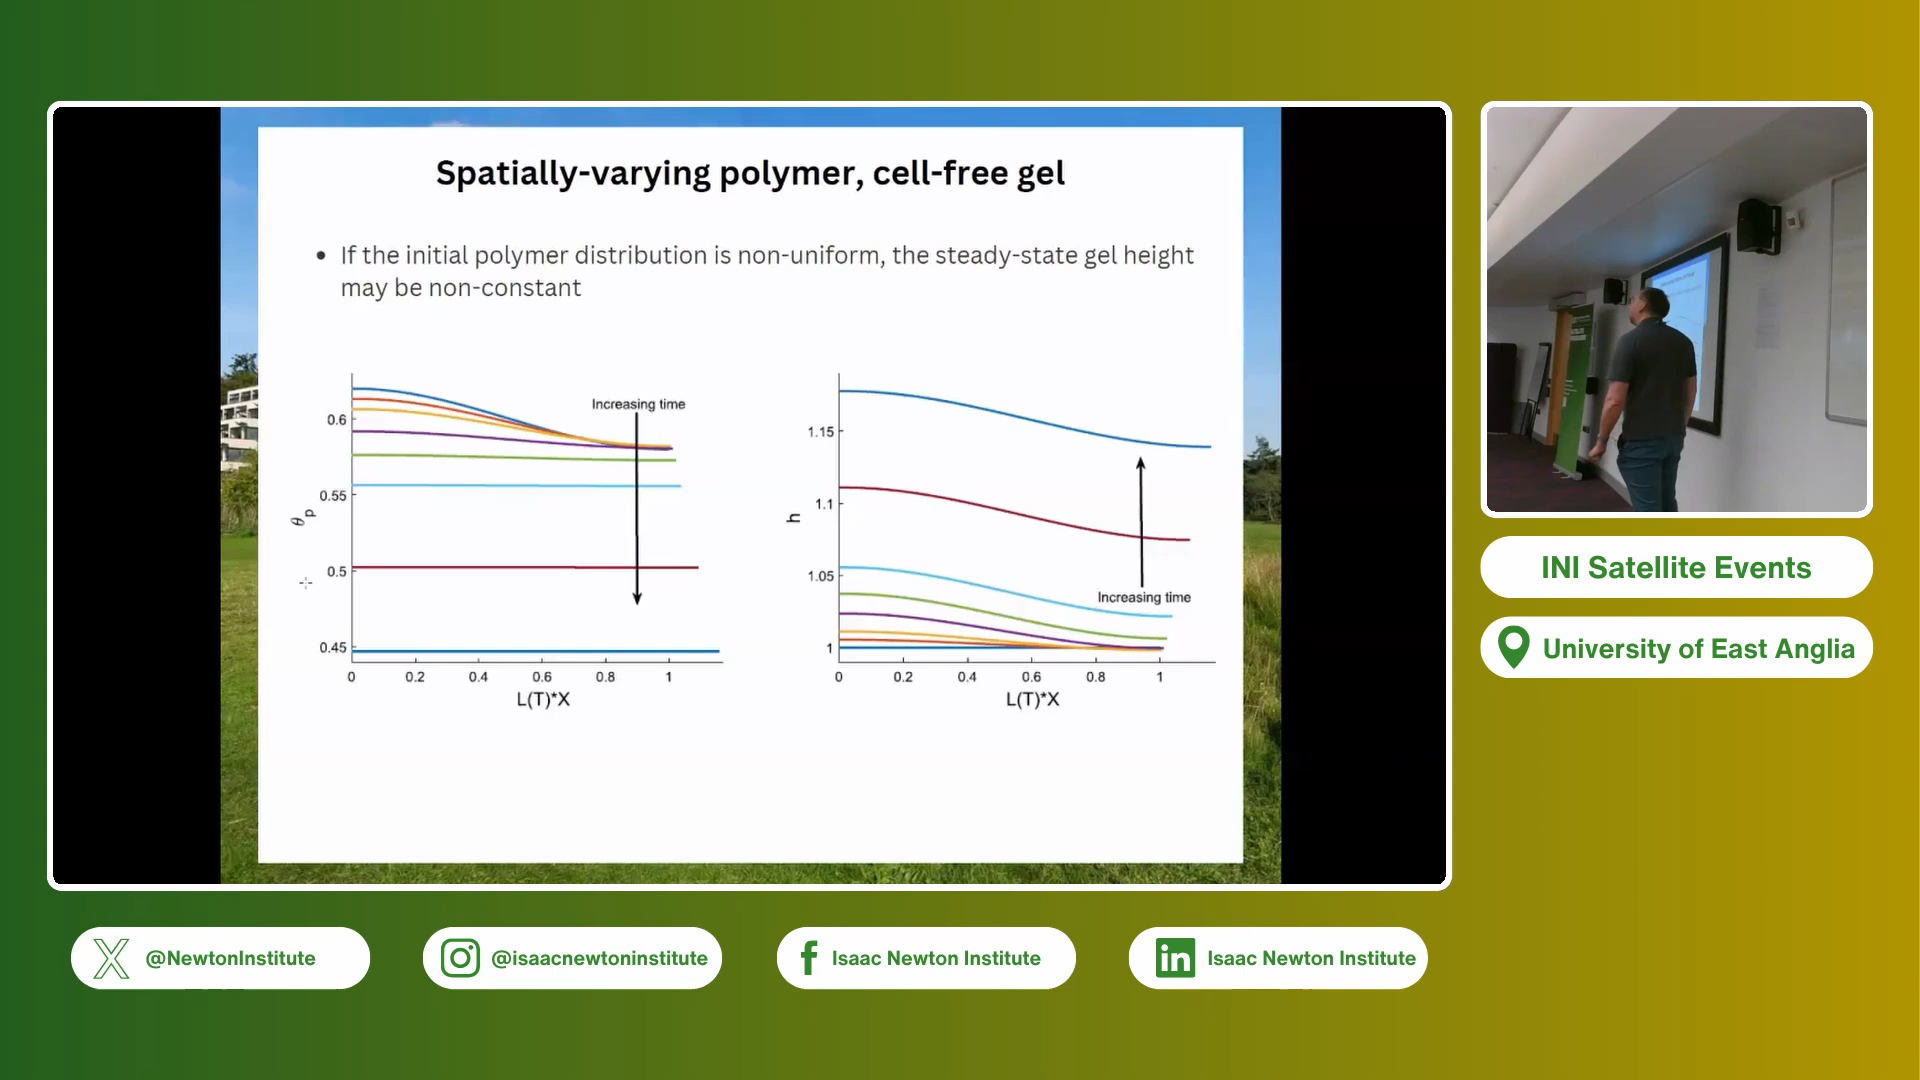 Spatially-varying polymer, cell-free gel
• If the initial polymer distribution is non-uniform, the steady-state gel height
may be non-constant
Increasing time
0.6
0.55
0.5
0.45
θp
0 0.2 0.4 0.6 0.8 1
L(T)*X
1.15
1.1
1.05
1
h
Increasing time
0 0.2 0.4 0.6 0.8 1
L(T)*X
INI Satellite Events
University of East Anglia
@NewtonInstitute
@isaacnewtoninstitute
Isaac Newton Institute
Isaac Newton Institute